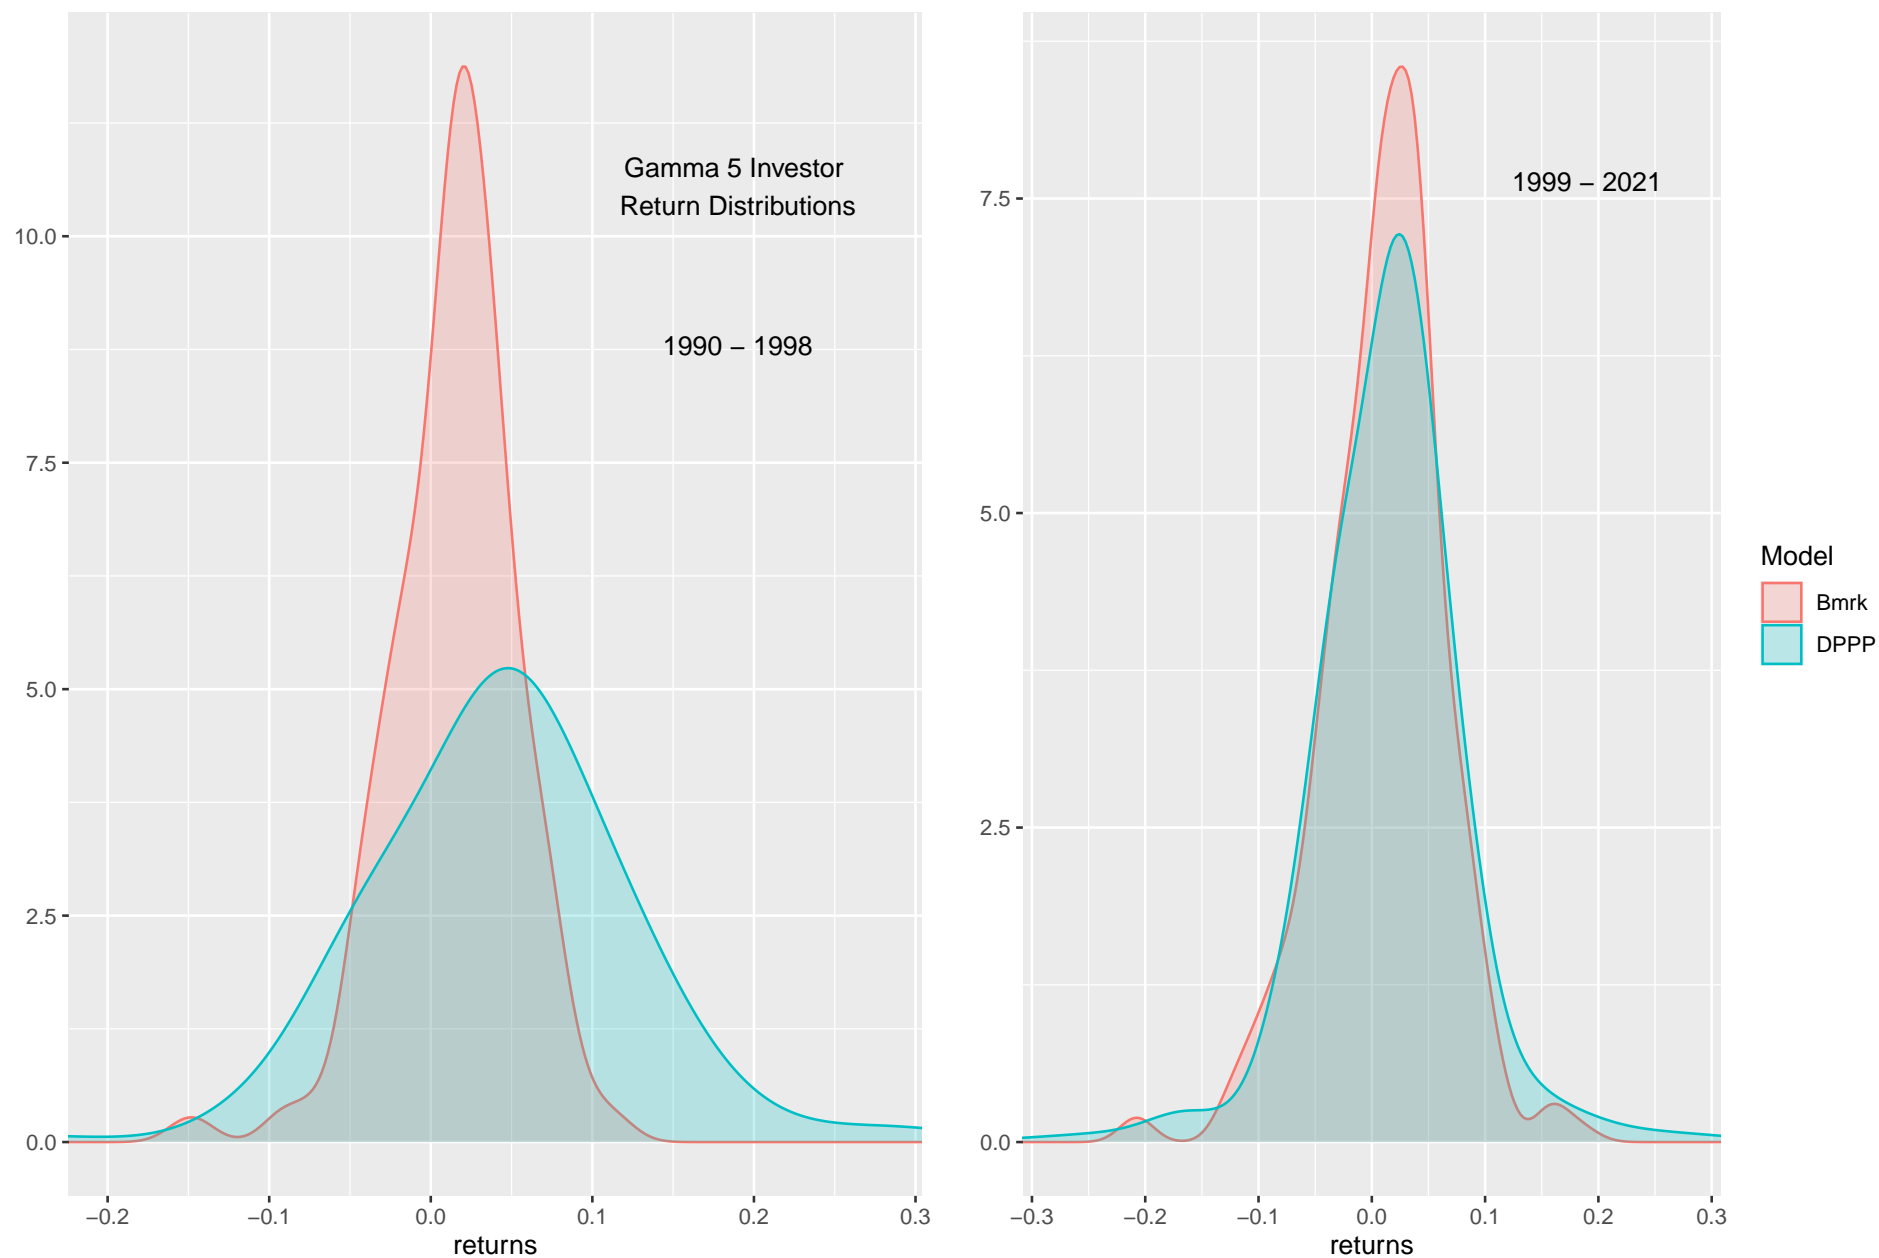 Gamma 5 Investor
Return Distributions
1990 – 1998
10.0
7.5
5.0
2.5
0.0
−0.2
−0.1
0.0
0.1
0.2
0.3
returns
1999 – 2021
7.5
5.0
2.5
0.0
−0.3
−0.2
−0.1
0.0
0.1
0.2
0.3
returns
Model
Bmrk
DPPP